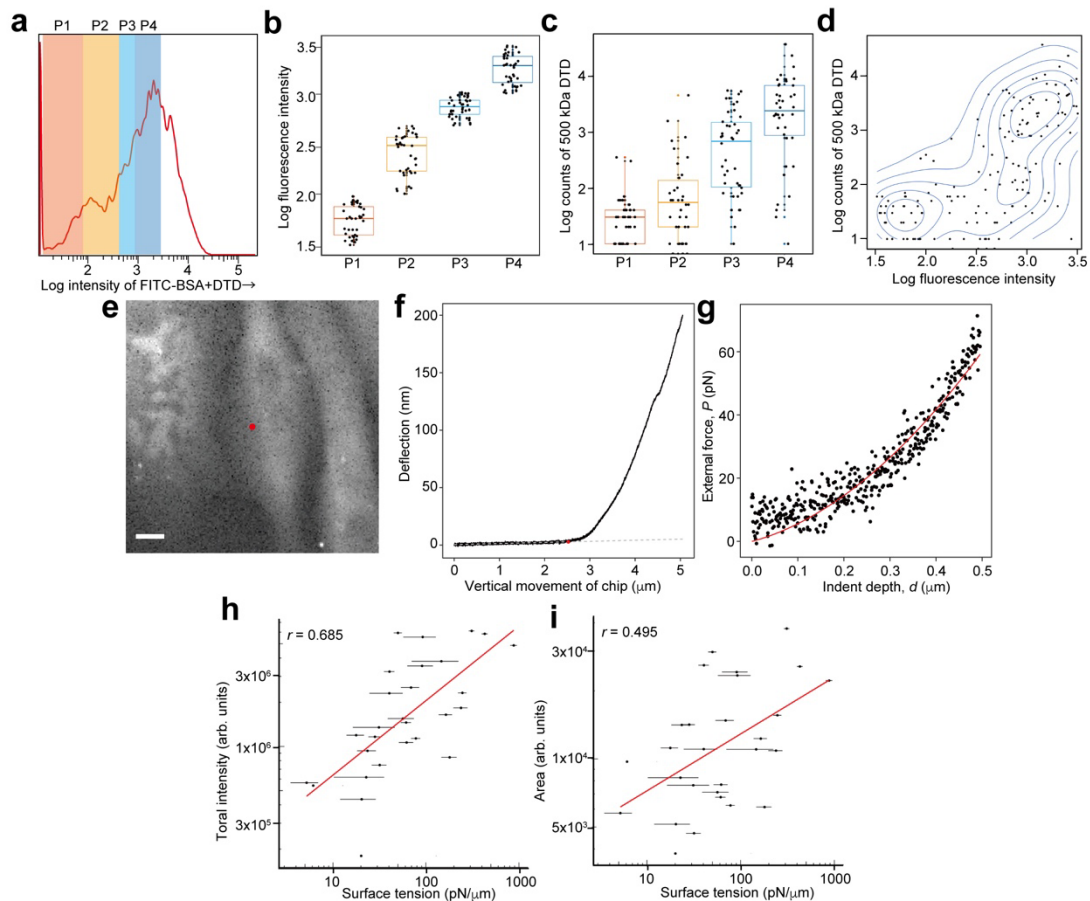 a
P1 P2 P3 P4
2 3 4 5
Log intensity of FITC-BSA+DTD→
b
Log fluorescence intensity
3.5
3.0
2.5
2.0
1.5
P1 P2 P3 P4
c
Log counts of 500 kDa DTD
4
3
2
1
P1 P2 P3 P4
d
Log counts of 500 kDa DTD
4
3
2
1
1.5 2.0 2.5 3.0 3.5
Log fluorescence intensity
e
f
Deflection (nm)
200
150
100
50
0
0 1 2 3 4 5
Vertical movement of chip (μm)
g
External force, P (pN)
60
40
20
0
0.0 0.1 0.2 0.3 0.4 0.5
Indent depth, d (μm)
h
r = 0.685
Toral intensity (arb. units)
3x10⁶
1x10⁶
3x10⁵
10 100 1000
Surface tension (pN/μm)
i
r = 0.495
Area (arb. units)
3x10⁴
1x10⁴
5x10³
10 100 1000
Surface tension (pN/μm)